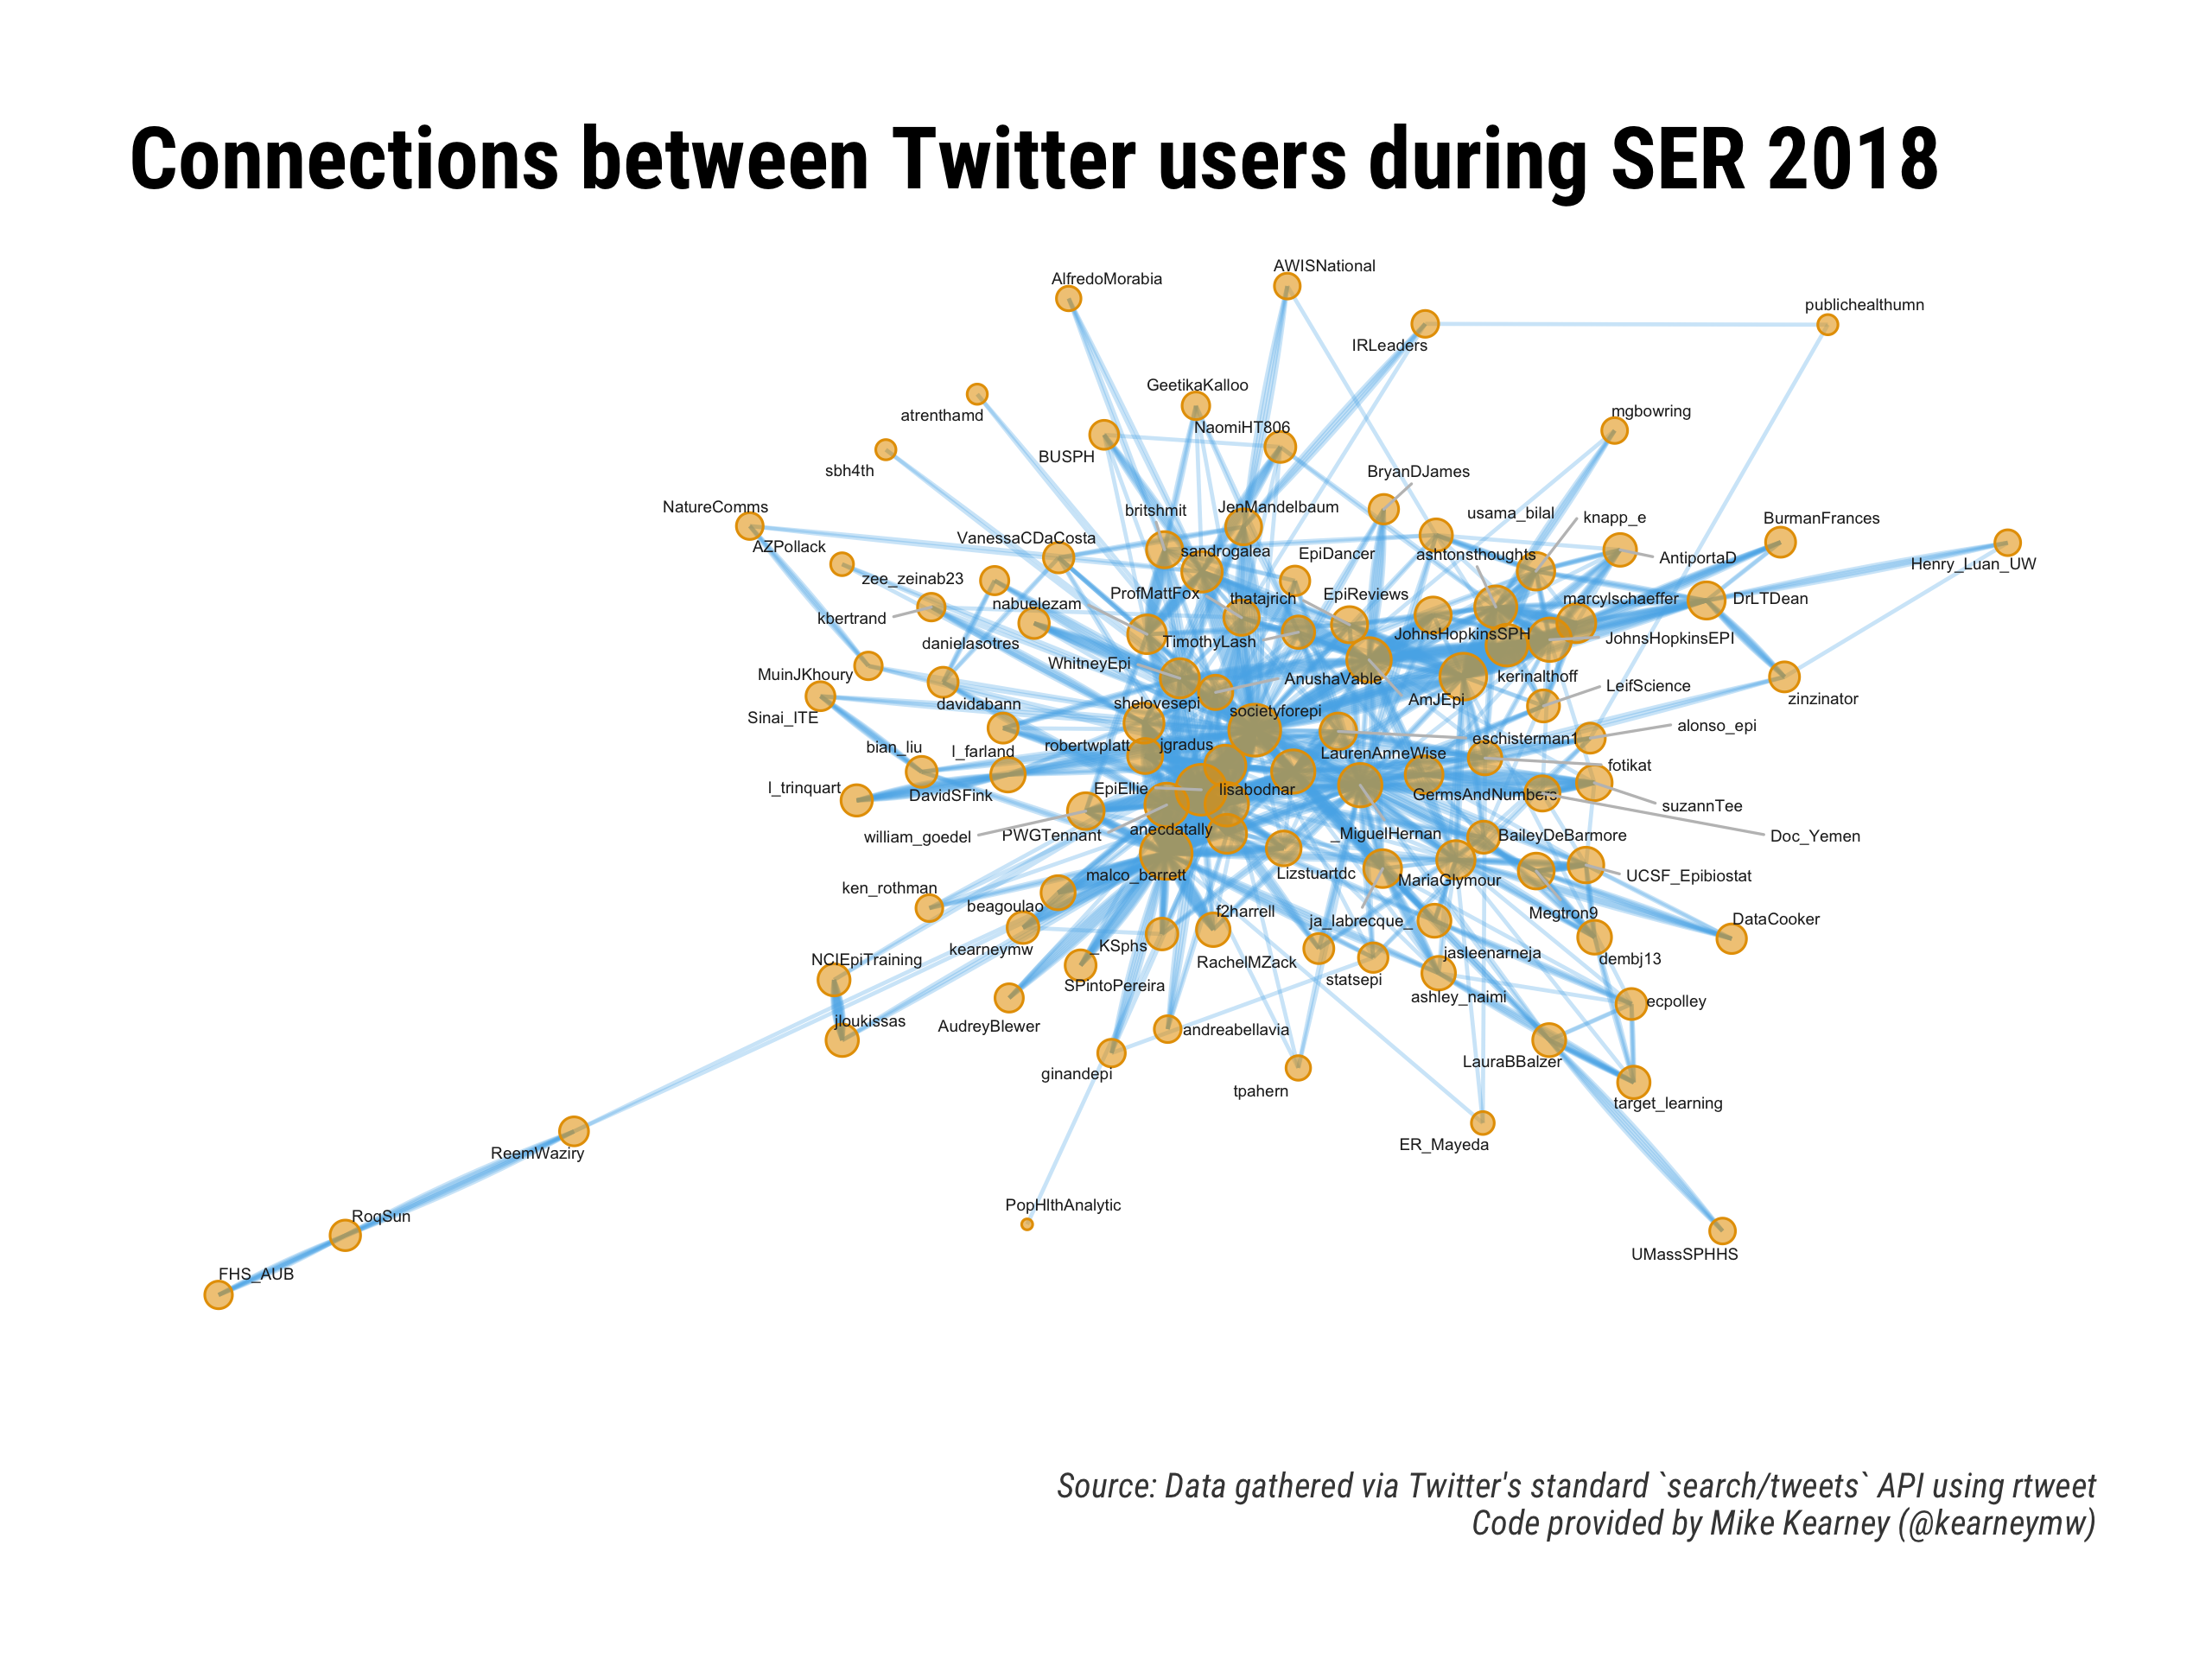 Connections between Twitter users during SER 2018
AWISNational
AlfredoMorabia
publichealthumn
IRLeaders
GeetikaKalloo
atrenthamd
mgbowring
NaomiHT806
BUSPH
sbh4th
BryanDJames
NatureComms
britshmit
JenMandelbaum
usama_bilal
knapp_e
BurmanFrances
VanessaCDaCosta
AZPollack
sandrogalea
EpiDancer
ashtonsthoughts
AntiportaD
Henry_Luan_UW
zee_zeinab23
ProfMattFox
thatajrich
EpiReviews
marcylschaeffer
DrLTDean
nabuelezam
kbertrand
JohnsHopkinsSPH
JohnsHopkinsEPI
danielasotres
TimothyLash
WhitneyEpi
MuinJKhoury
AnushaVable
kerinalthoff
LeifScience
AmJEpi
zinzinator
davidabann
shelovesepi
societyforepi
Sinai_ITE
alonso_epi
bian_liu
l_farland
robertwplatt
jgradus
LaurenAnneWise
eschisterman1
fotikat
l_trinquart
DavidSFink
EpiEllie
lisabodnar
GermsAndNumbers
suzannTee
william_goedel
PWGTennant
anecdatally
_MiguelHernan
BaileyDeBarmore
Doc_Yemen
malco_barrett
Lizstuartdc
MariaGlymour
UCSF_Epibiostat
ken_rothman
beagoulao
f2harrell
ja_labrecque_
Megtron9
DataCooker
kearneymw
_KSphs
NCIEpiTraining
RachelMZack
jasleenarneja
dembj13
SPintoPereira
statsepi
ashley_naimi
ecpolley
jloukissas
AudreyBlewer
andreabellavia
ginandepi
tpahern
LauraBBalzer
target_learning
ER_Mayeda
ReemWaziry
PopHlthAnalytic
RoqSun
UMassSPHHS
FHS_AUB
Source: Data gathered via Twitter's standard `search/tweets` API using rtweet
Code provided by Mike Kearney (@kearneymw)